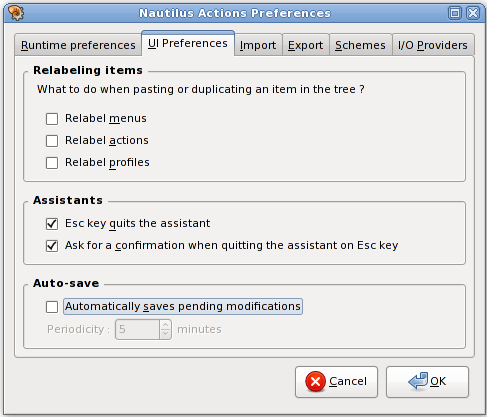 Nautilus Actions Preferences
Runtime preferences UI Preferences Import Export Schemes I/O Providers
Relabeling items
What to do when pasting or duplicating an item in the tree ?
Relabel menus
Relabel actions
Relabel profiles
Assistants
Esc key quits the assistant
Ask for a confirmation when quitting the assistant on Esc key
Auto-save
Automatically saves pending modifications
Periodicity : 5 minutes
Cancel OK